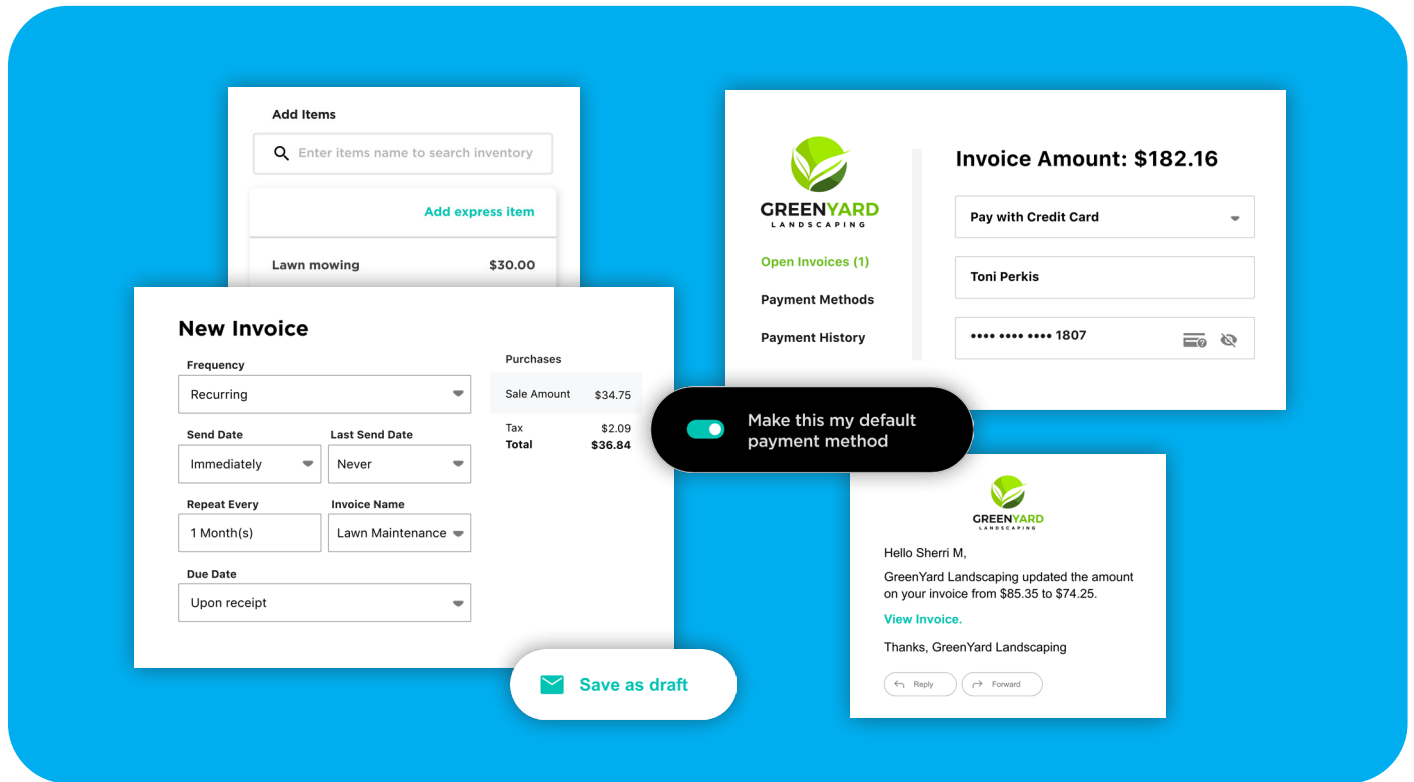 Add Items
Enter items name to search inventory
Add express item
Lawn mowing $30.00
New Invoice
Frequency
Recurring
Send Date Last Send Date
Immediately Never
Repeat Every Invoice Name
1 Month(s) Lawn Maintenance
Due Date
Upon receipt
Purchases
Sale Amount $34.75
Tax $2.09
Total $36.84
Save as draft
GREENYARD
LANDSCAPING
Open Invoices (1)
Payment Methods
Payment History
Invoice Amount: $182.16
Pay with Credit Card
Toni Perkis
•••• •••• •••• 1807
Make this my default
payment method
GREENYARD
LANDSCAPING
Hello Sherri M,
GreenYard Landscaping updated the amount
on your invoice from $85.35 to $74.25.
View Invoice.
Thanks, GreenYard Landscaping
Reply Forward